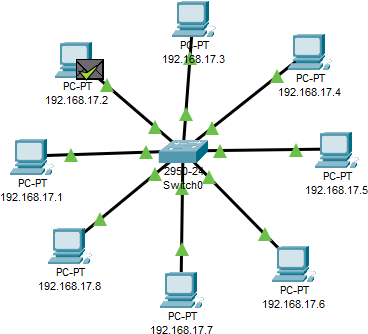 PC-PT
192.168.17.3
PC-PT
192.168.17.2
PC-PT
192.168.17.4
2950-24
Switch0
PC-PT
192.168.17.1
PC-PT
192.168.17.5
PC-PT
192.168.17.8
PC-PT
192.168.17.6
PC-PT
192.168.17.7